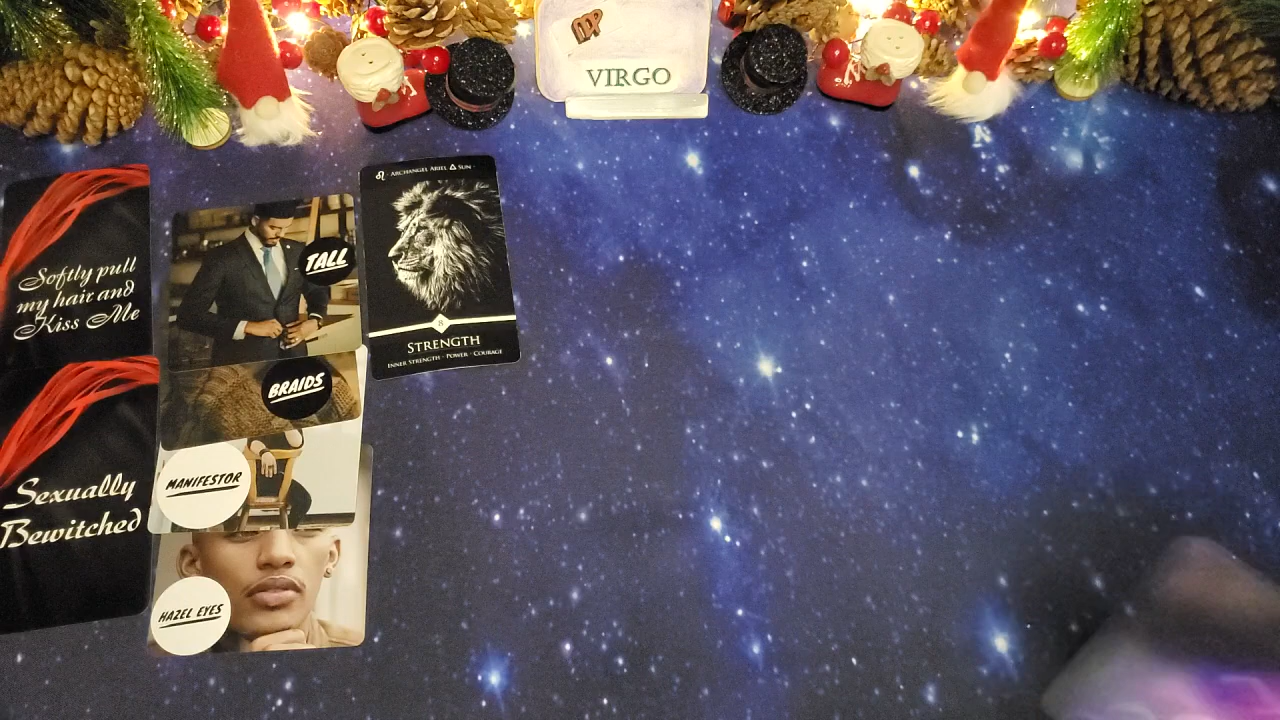 VIRGO
Softly pull
my hair and
Kiss Me
Sexually
Bewitched
TALL
BRAIDS
MANIFESTOR
HAZEL EYES
♌ · ARCHANGEL ARIEL 🜂 SUN ·
8
STRENGTH
INNER STRENGTH · POWER · COURAGE